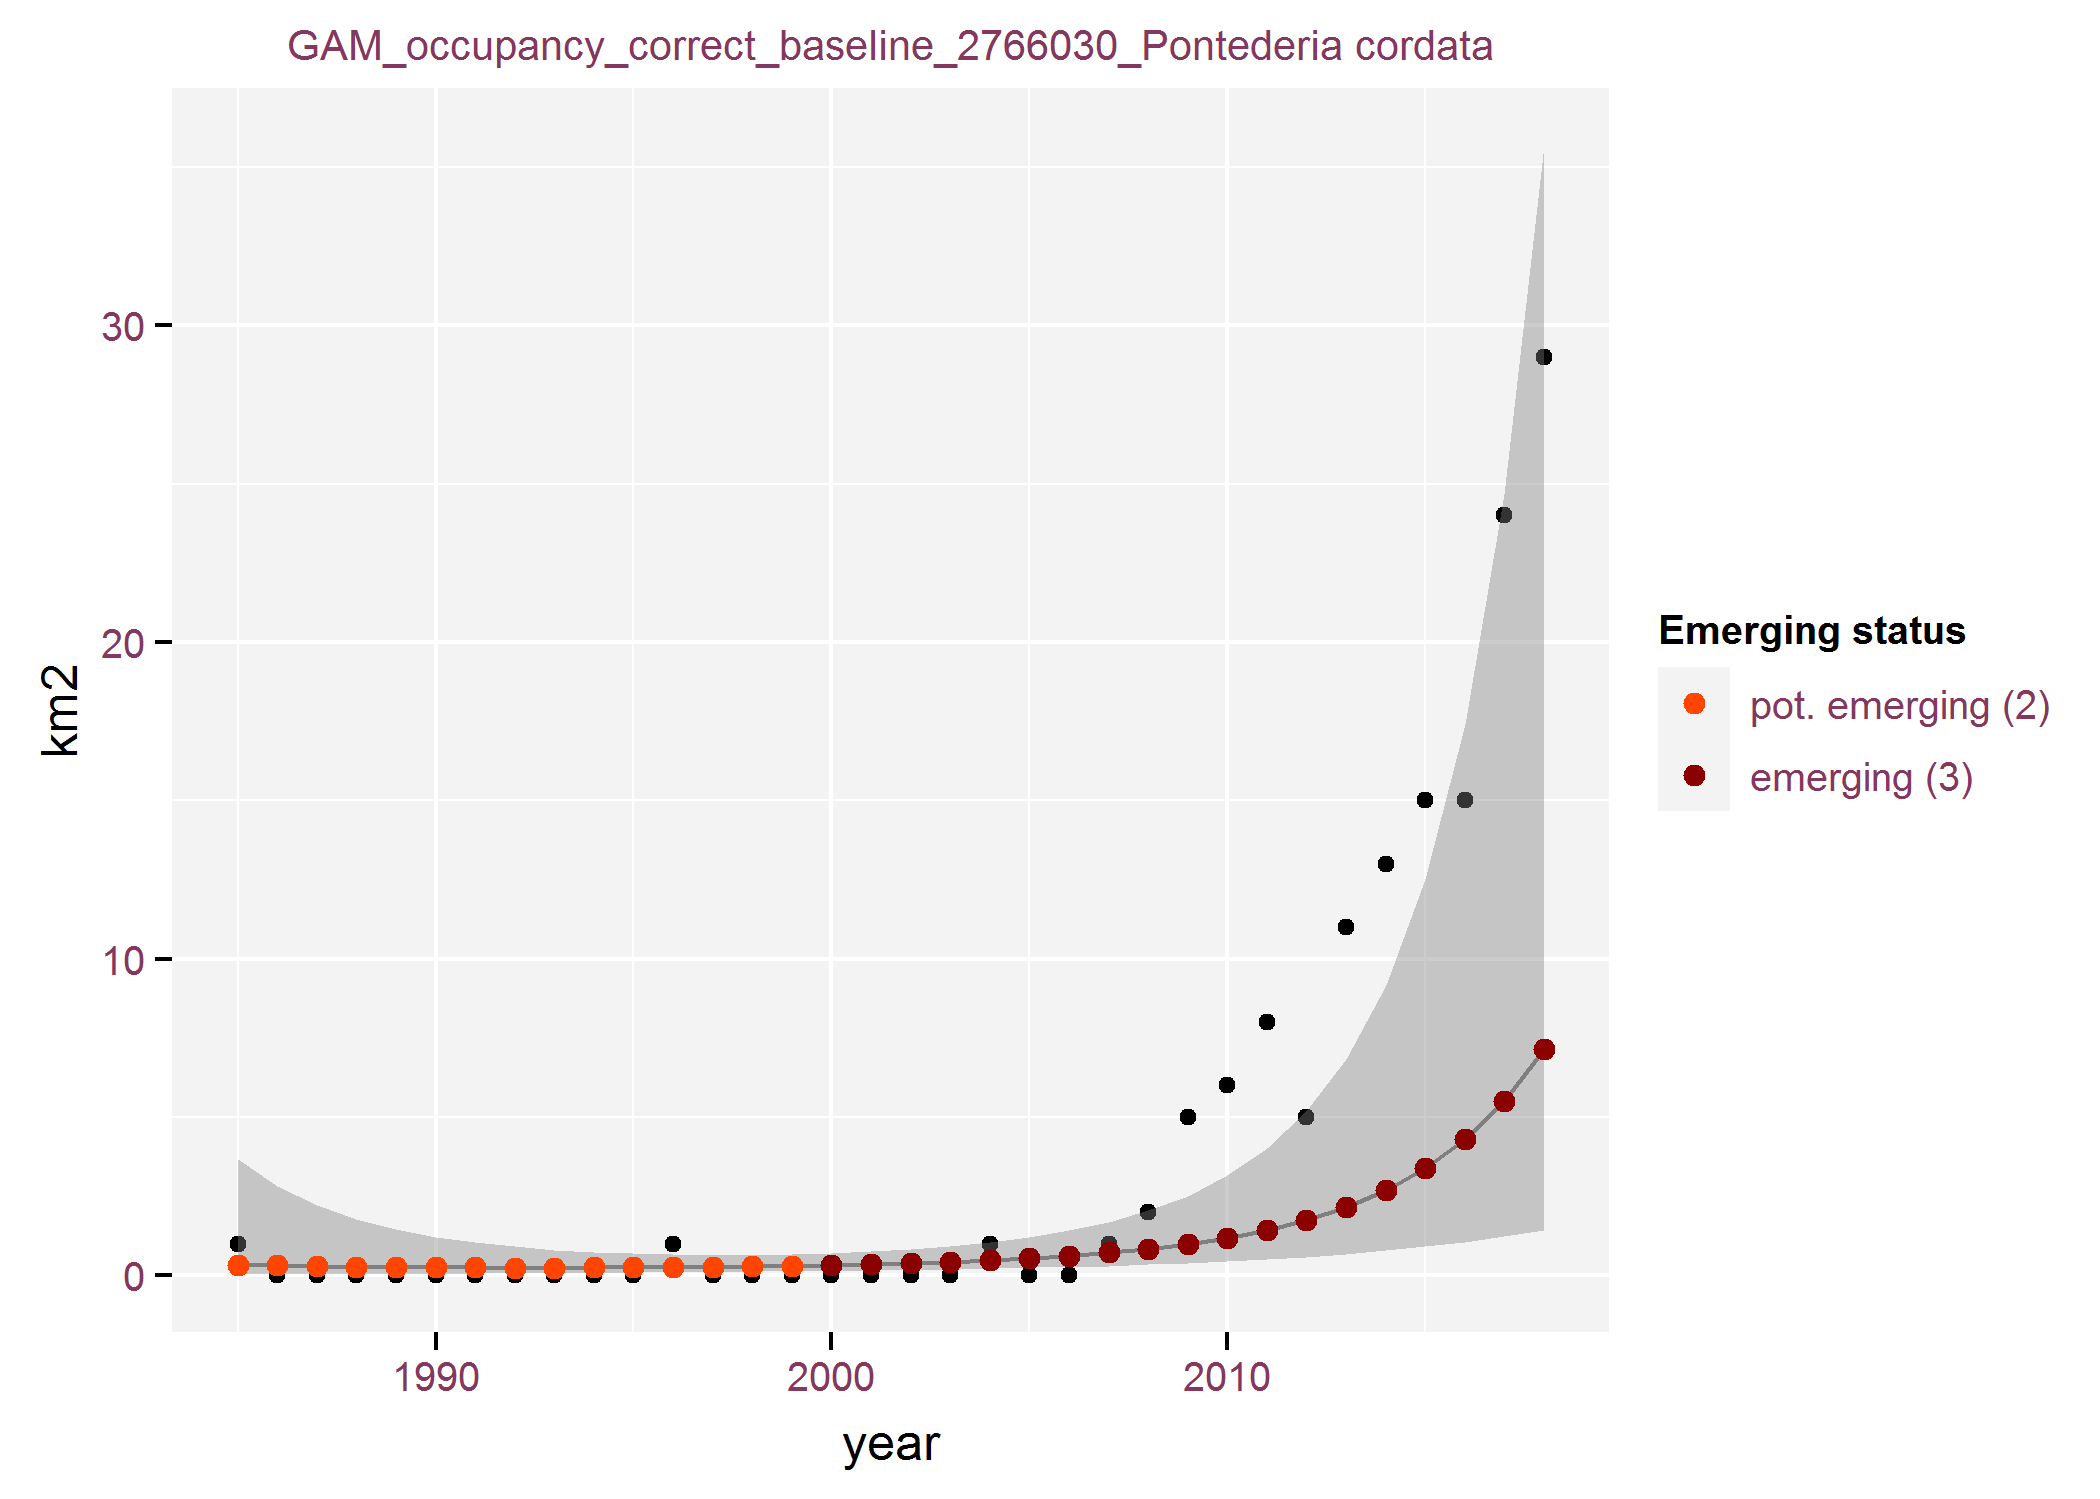 GAM_occupancy_correct_baseline_2766030_Pontederia cordata
30
20
10
0
km2
1990
2000
2010
year
Emerging status
pot. emerging (2)
emerging (3)